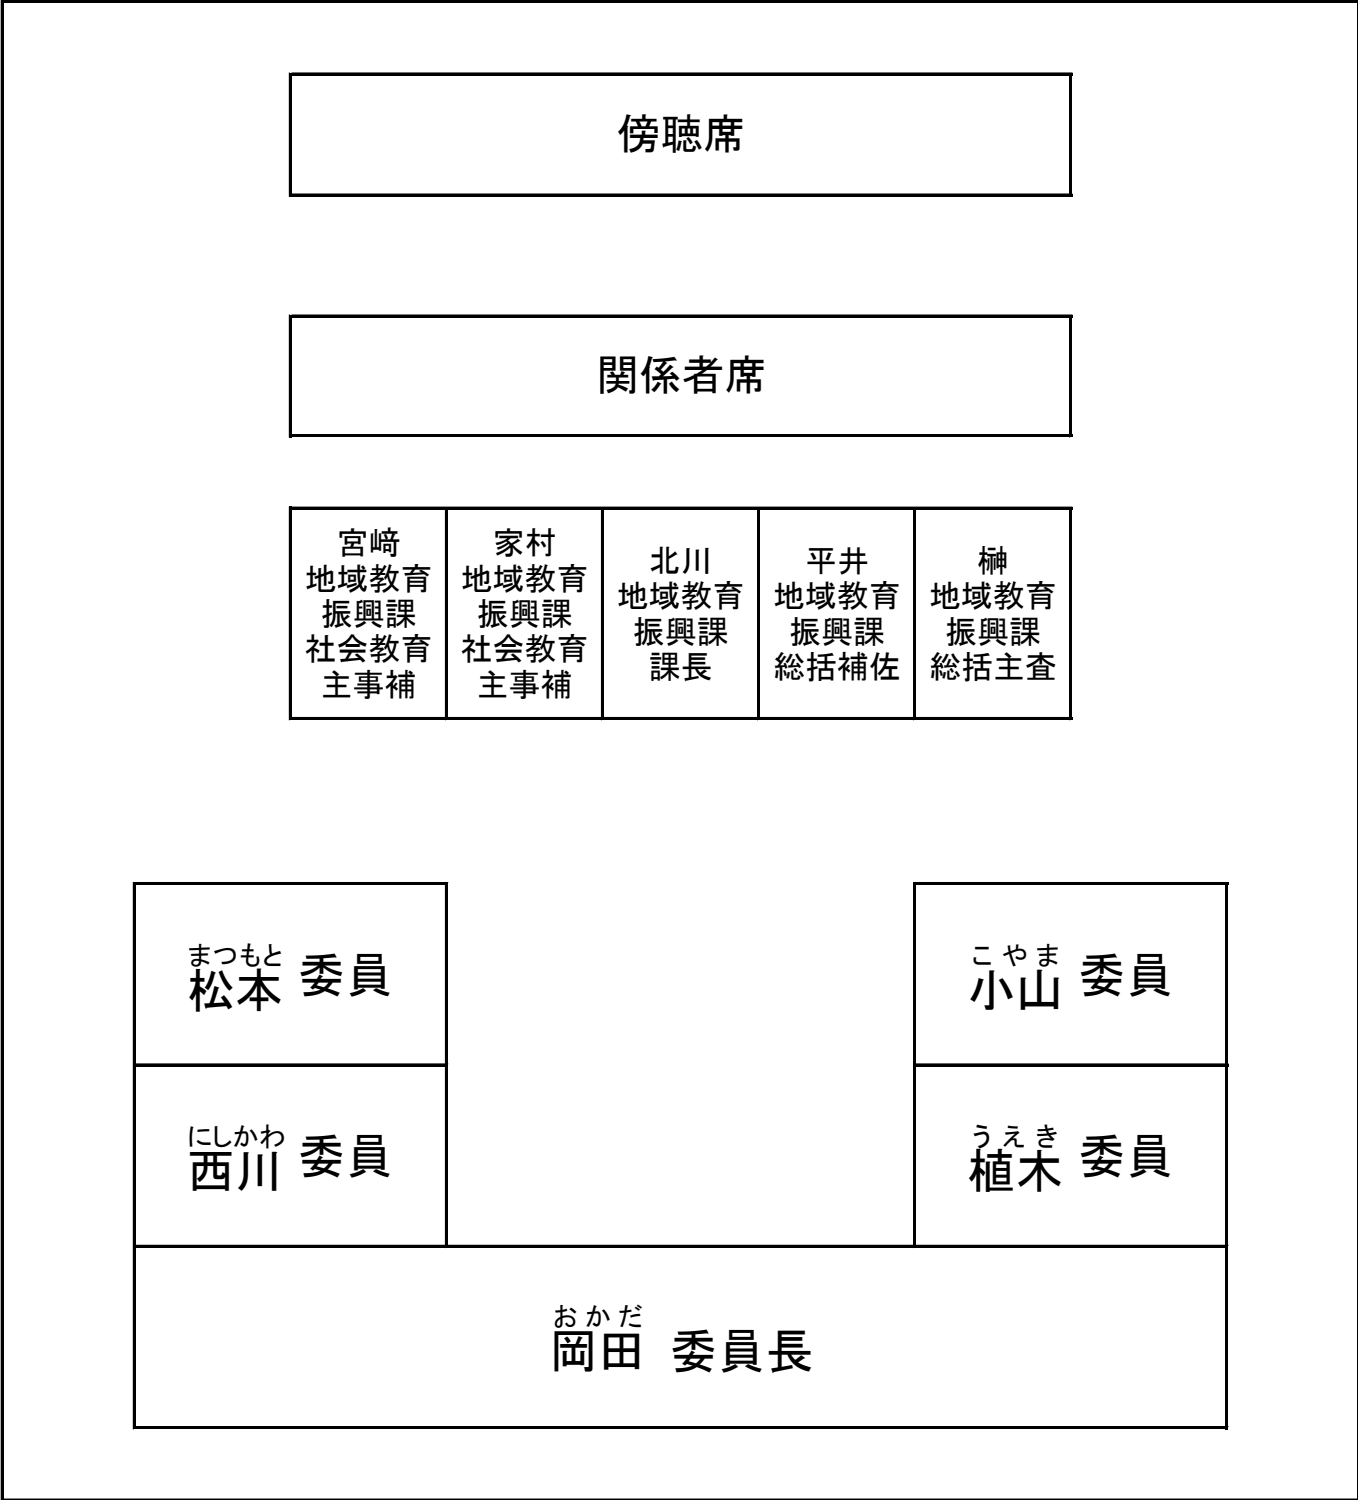 傍聴席
関係者席
宮﨑
地域教育
振興課
社会教育
主事補
家村
地域教育
振興課
社会教育
主事補
北川
地域教育
振興課
課長
平井
地域教育
振興課
総括補佐
榊
地域教育
振興課
総括主査
まつもと
松本 委員
こやま
小山 委員
にしかわ
西川 委員
うえき
植木 委員
おかだ
岡田 委員長